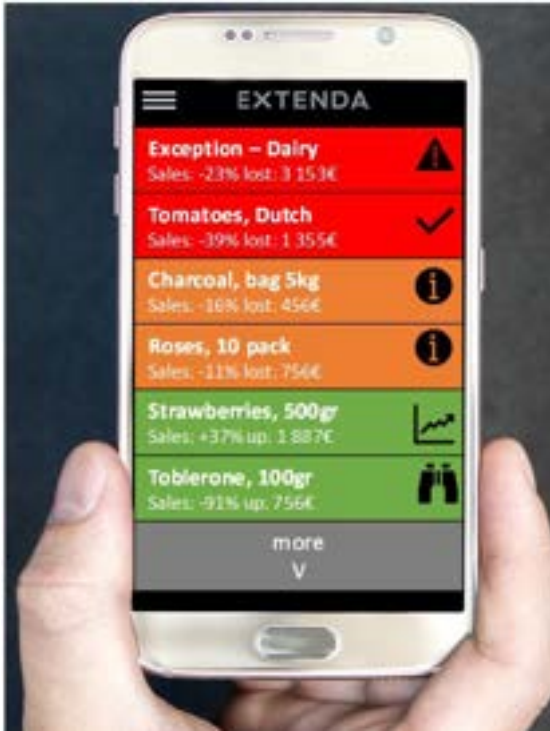 EXTENDA
Exception – Dairy
Sales: -23% lost: 3 153€
Tomatoes, Dutch
Sales: -39% lost: 1 355€
Charcoal, bag 5kg
Sales: -16% lost: 456€
Roses, 10 pack
Sales: -11% lost: 756€
Strawberries, 500gr
Sales: +37% up: 1 887€
Toblerone, 100gr
Sales: -91% up: 756€
more
V